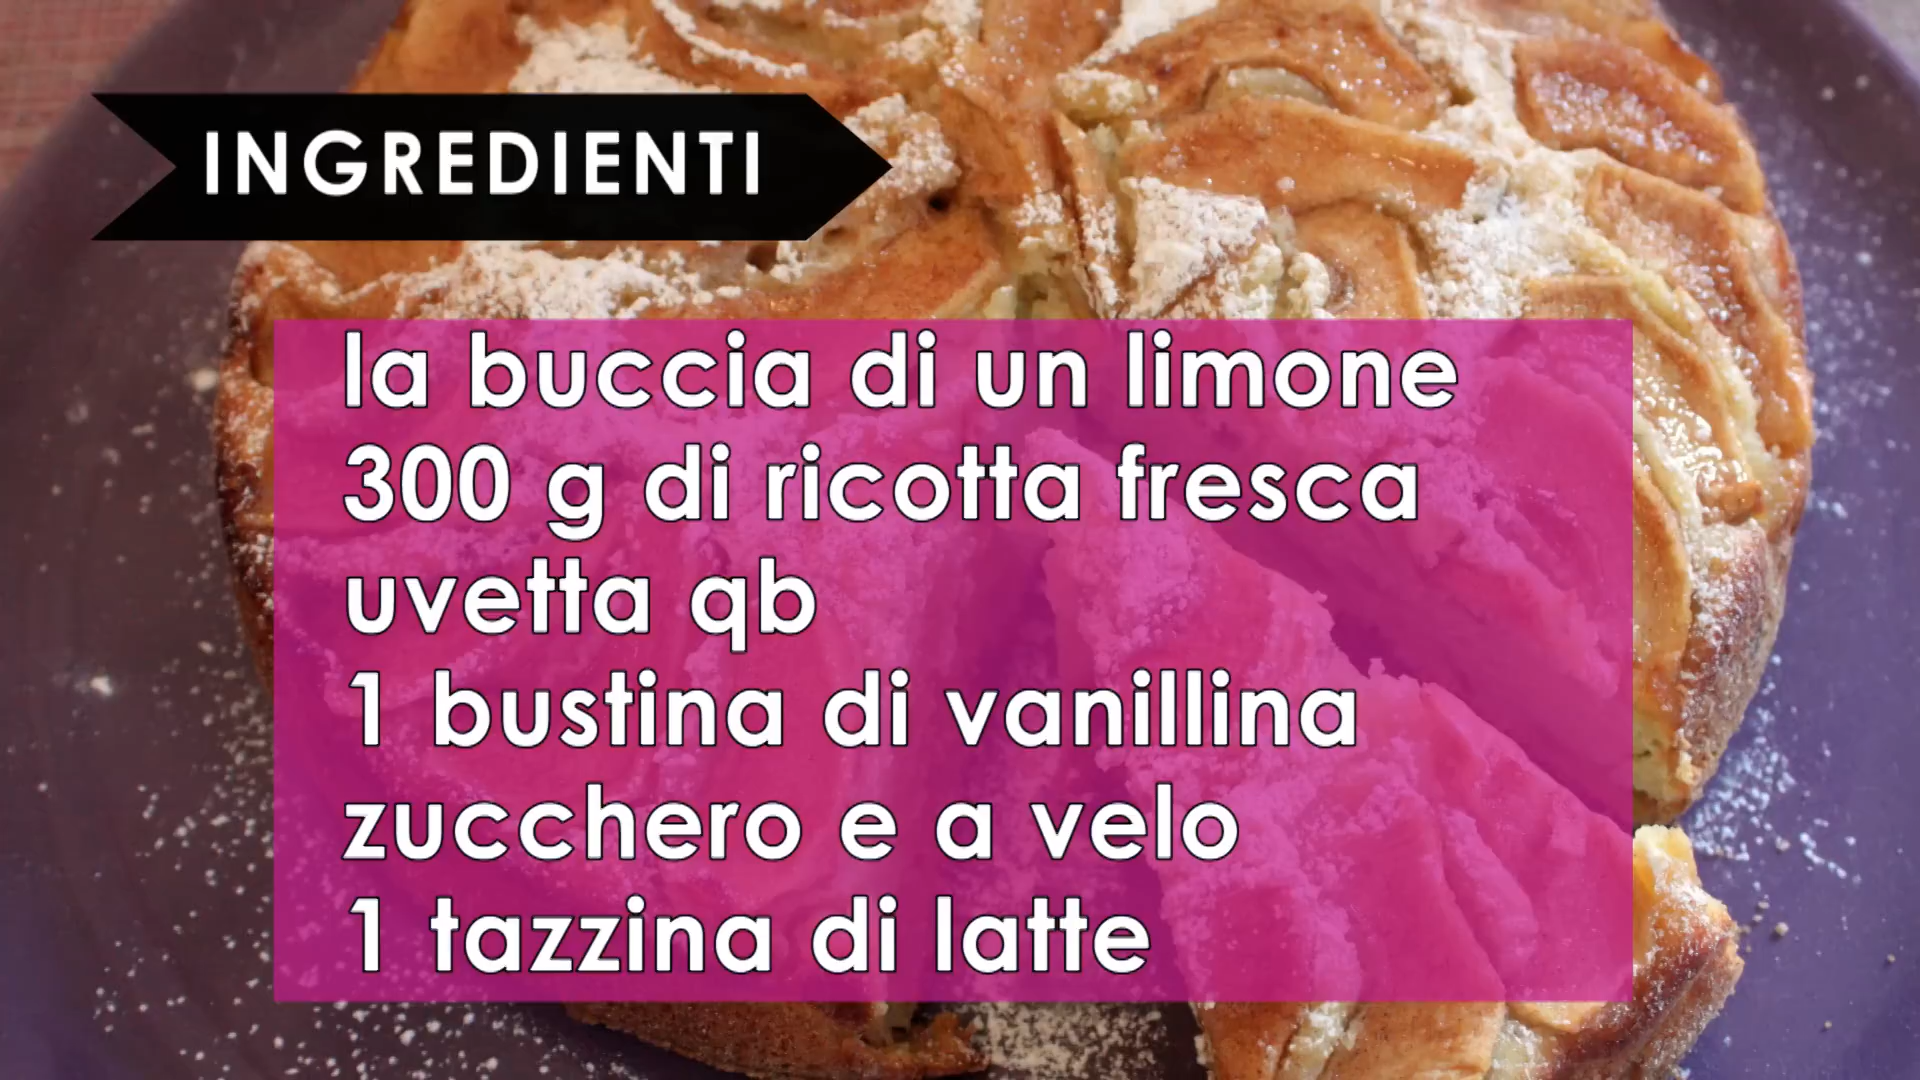 INGREDIENTI
la buccia di un limone
300 g di ricotta fresca
uvetta qb
1 bustina di vanillina
zucchero e a velo
1 tazzina di latte